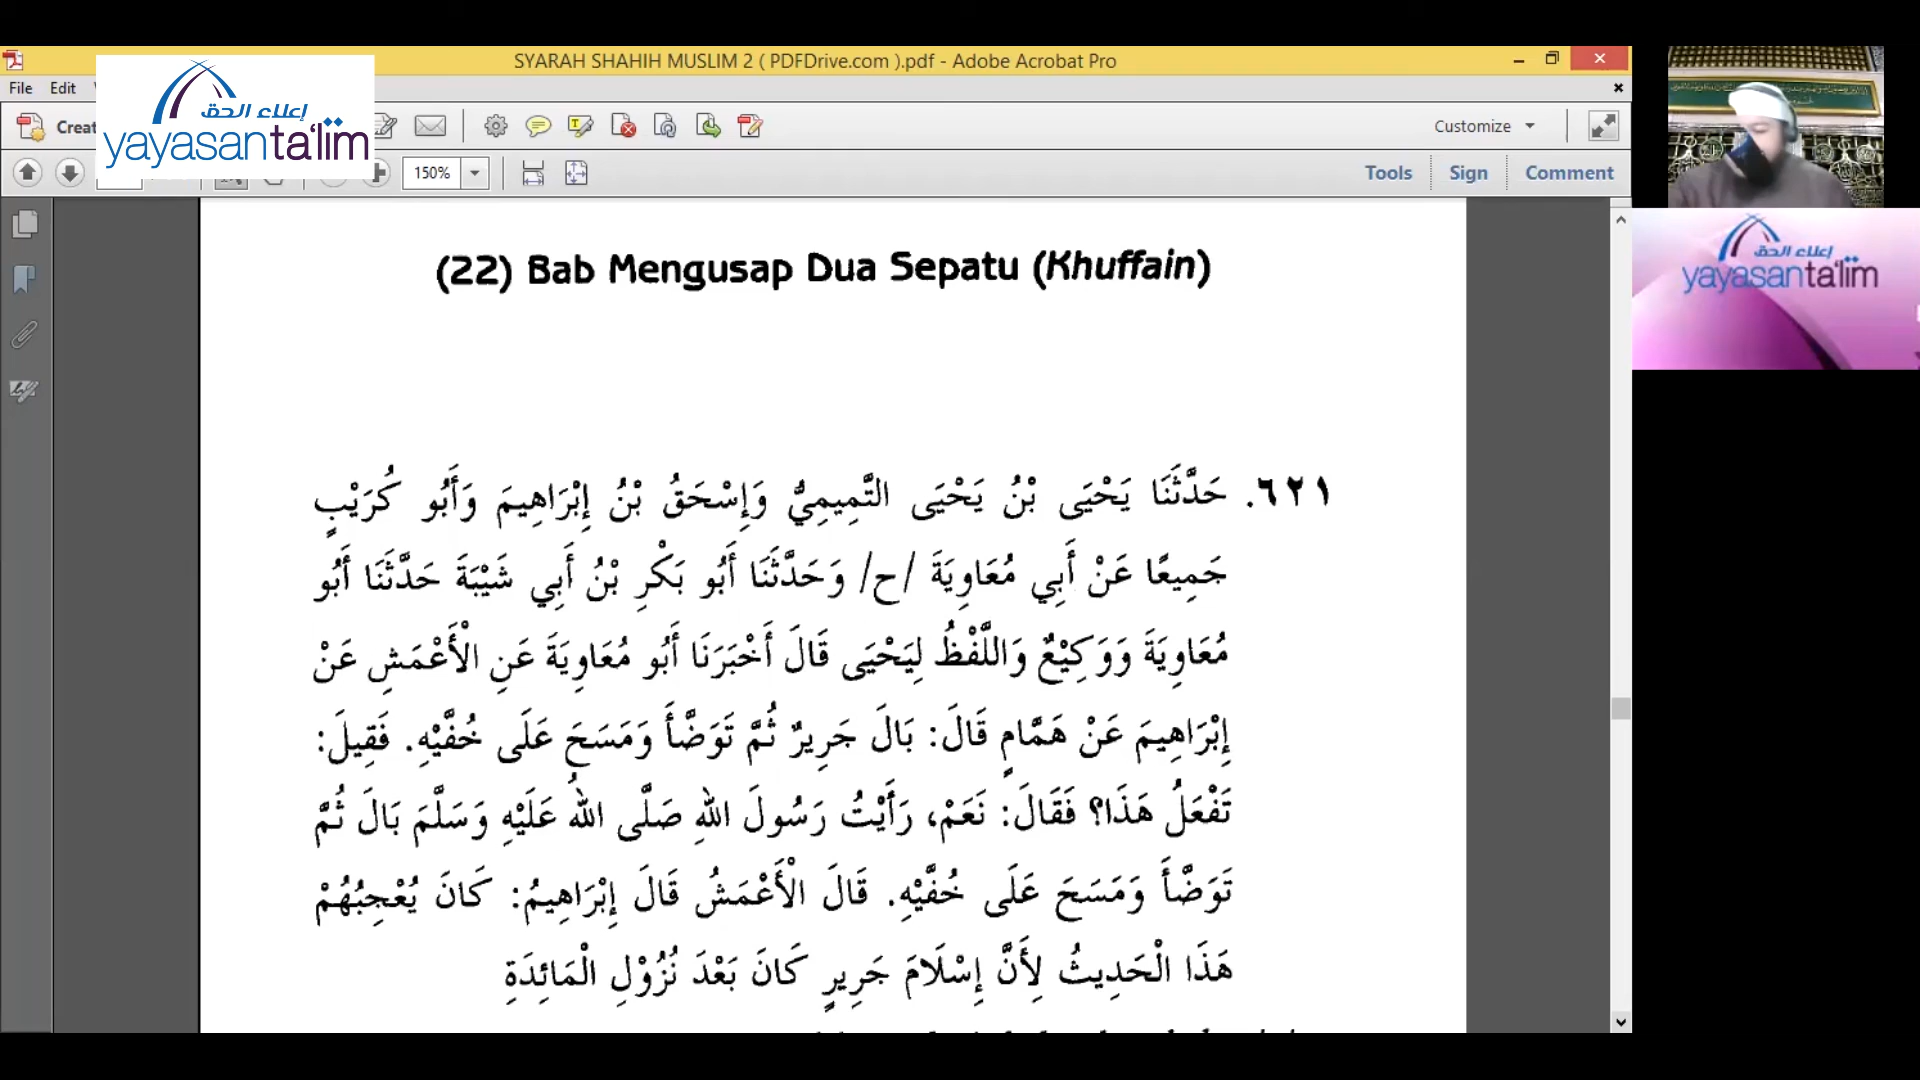 SYARAH SHAHIH MUSLIM 2 ( PDFDrive.com ).pdf - Adobe Acrobat Pro
File Edit
إعلاء الحق
yayasanta'lim
Customize
150%
Tools Sign Comment
إعلاء الحق
yayasanta'lim
(22) Bab Mengusap Dua Sepatu (Khuffain)
٦٢١. حَدَّثَنَا يَحْيَى بْنُ يَحْيَى التَّمِيمِيُّ وَإِسْحَقُ بْنُ إِبْرَاهِيمَ وَأَبُو كُرَيْبٍ
جَمِيعًا عَنْ أَبِي مُعَاوِيَةَ /ح/ وَحَدَّثَنَا أَبُو بَكْرِ بْنُ أَبِي شَيْبَةَ حَدَّثَنَا أَبُو
مُعَاوِيَةَ وَوَكِيْعٌ وَاللَّفْظُ لِيَحْيَى قَالَ أَخْبَرَنَا أَبُو مُعَاوِيَةَ عَنِ الْأَعْمَشِ عَنْ
إِبْرَاهِيمَ عَنْ هَمَّامٍ قَالَ: بَالَ جَرِيرٌ ثُمَّ تَوَضَّأَ وَمَسَحَ عَلَى خُفَّيْهِ. فَقِيلَ:
تَفْعَلُ هَذَا؟ فَقَالَ: نَعَمْ، رَأَيْتُ رَسُولَ اللهِ صَلَّى اللهُ عَلَيْهِ وَسَلَّمَ بَالَ ثُمَّ
تَوَضَّأَ وَمَسَحَ عَلَى خُفَّيْهِ. قَالَ الْأَعْمَشُ قَالَ إِبْرَاهِيمُ: كَانَ يُعْجِبُهُمْ
هَذَا الْحَدِيثُ لِأَنَّ إِسْلَامَ جَرِيرٍ كَانَ بَعْدَ نُزُوْلِ الْمَائِدَةِ